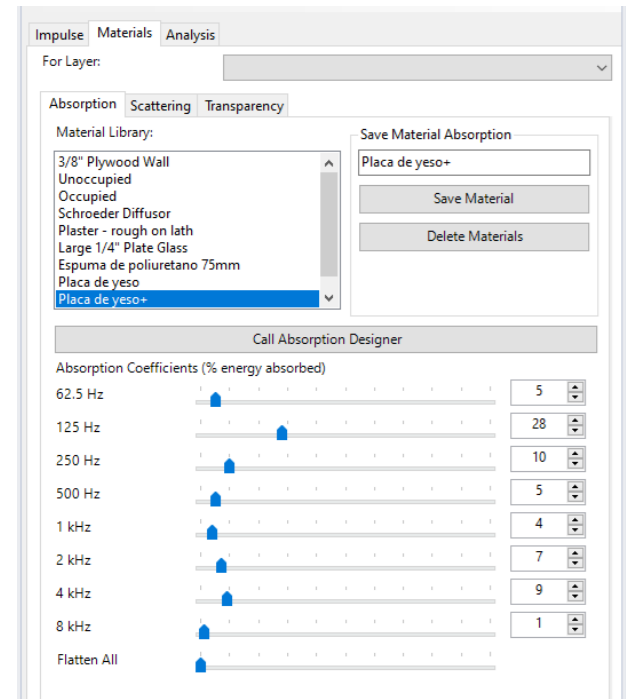 Impulse Materials Analysis
For Layer:
Absorption Scattering Transparency
Material Library:
3/8" Plywood Wall
Unoccupied
Occupied
Schroeder Diffusor
Plaster - rough on lath
Large 1/4" Plate Glass
Espuma de poliuretano 75mm
Placa de yeso
Placa de yeso+
Save Material Absorption
Placa de yeso+
Save Material
Delete Materials
Call Absorption Designer
Absorption Coefficients (% energy absorbed)
62.5 Hz 5
125 Hz 28
250 Hz 10
500 Hz 5
1 kHz 4
2 kHz 7
4 kHz 9
8 kHz 1
Flatten All